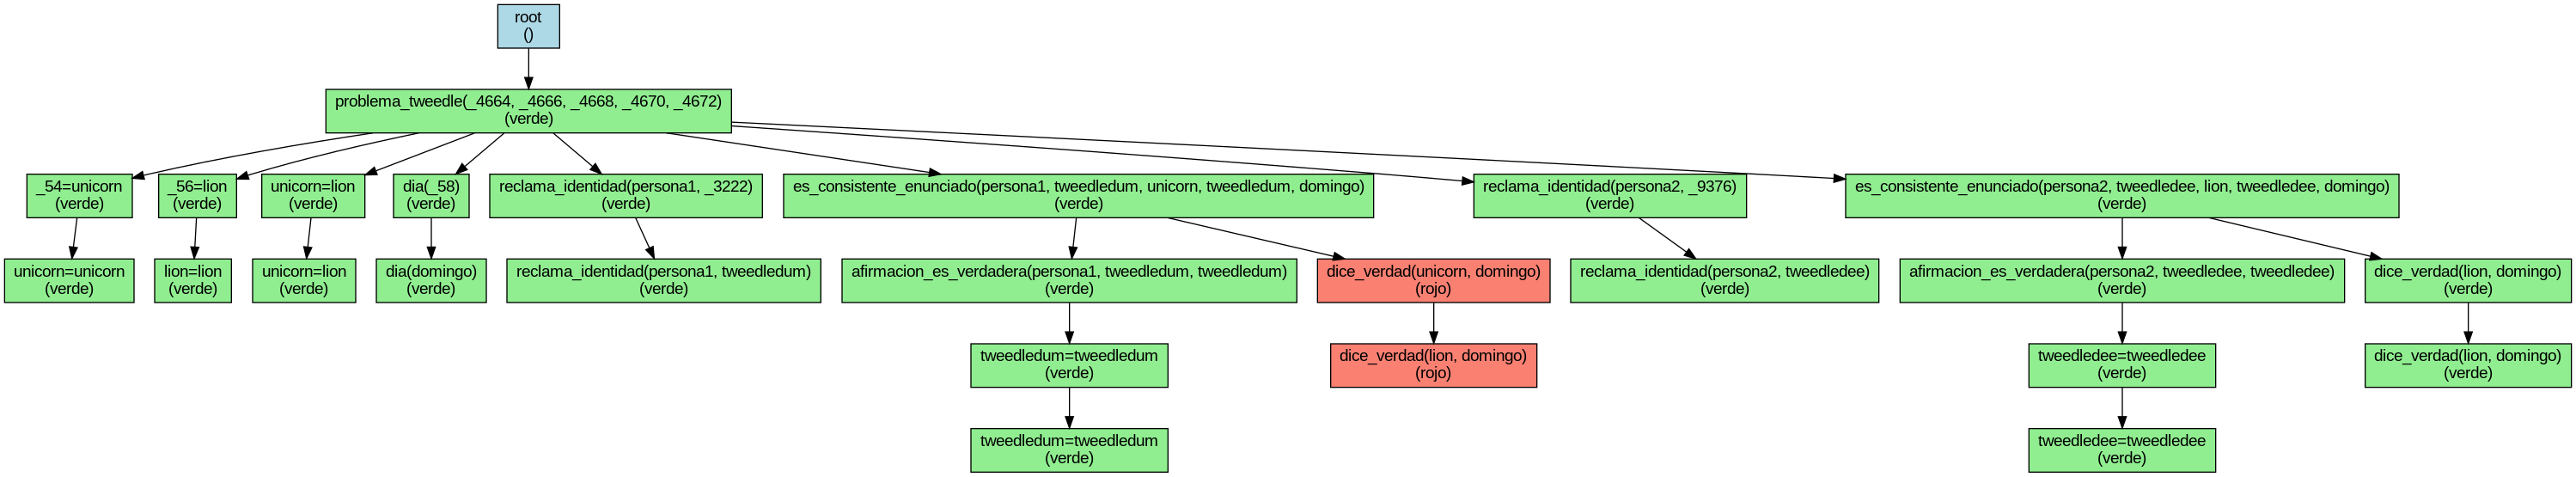 root
()
problema_tweedle(_4664, _4666, _4668, _4670, _4672)
(verde)
_54=unicorn
(verde)
_56=lion
(verde)
unicorn=lion
(verde)
dia(_58)
(verde)
reclama_identidad(persona1, _3222)
(verde)
es_consistente_enunciado(persona1, tweedledum, unicorn, tweedledum, domingo)
(verde)
reclama_identidad(persona2, _9376)
(verde)
es_consistente_enunciado(persona2, tweedledee, lion, tweedledee, domingo)
(verde)
unicorn=unicorn
(verde)
lion=lion
(verde)
unicorn=lion
(verde)
dia(domingo)
(verde)
reclama_identidad(persona1, tweedledum)
(verde)
afirmacion_es_verdadera(persona1, tweedledum, tweedledum)
(verde)
dice_verdad(unicorn, domingo)
(rojo)
reclama_identidad(persona2, tweedledee)
(verde)
afirmacion_es_verdadera(persona2, tweedledee, tweedledee)
(verde)
dice_verdad(lion, domingo)
(verde)
tweedledum=tweedledum
(verde)
dice_verdad(lion, domingo)
(rojo)
tweedledee=tweedledee
(verde)
dice_verdad(lion, domingo)
(verde)
tweedledum=tweedledum
(verde)
tweedledee=tweedledee
(verde)